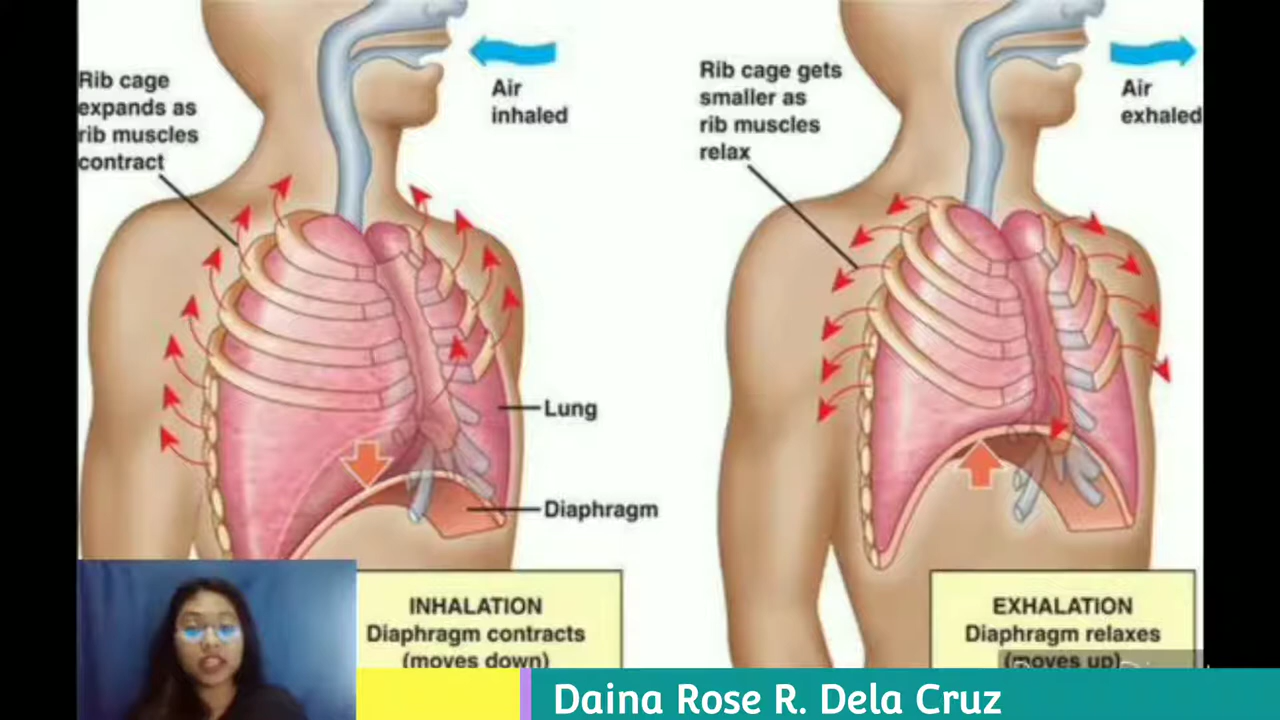 Rib cage
expands as
rib muscles
contract
Air
inhaled
Lung
Diaphragm
INHALATION
Diaphragm contracts
(moves down)
Rib cage gets
smaller as
rib muscles
relax
Air
exhaled
EXHALATION
Diaphragm relaxes
(moves up)
Daina Rose R. Dela Cruz